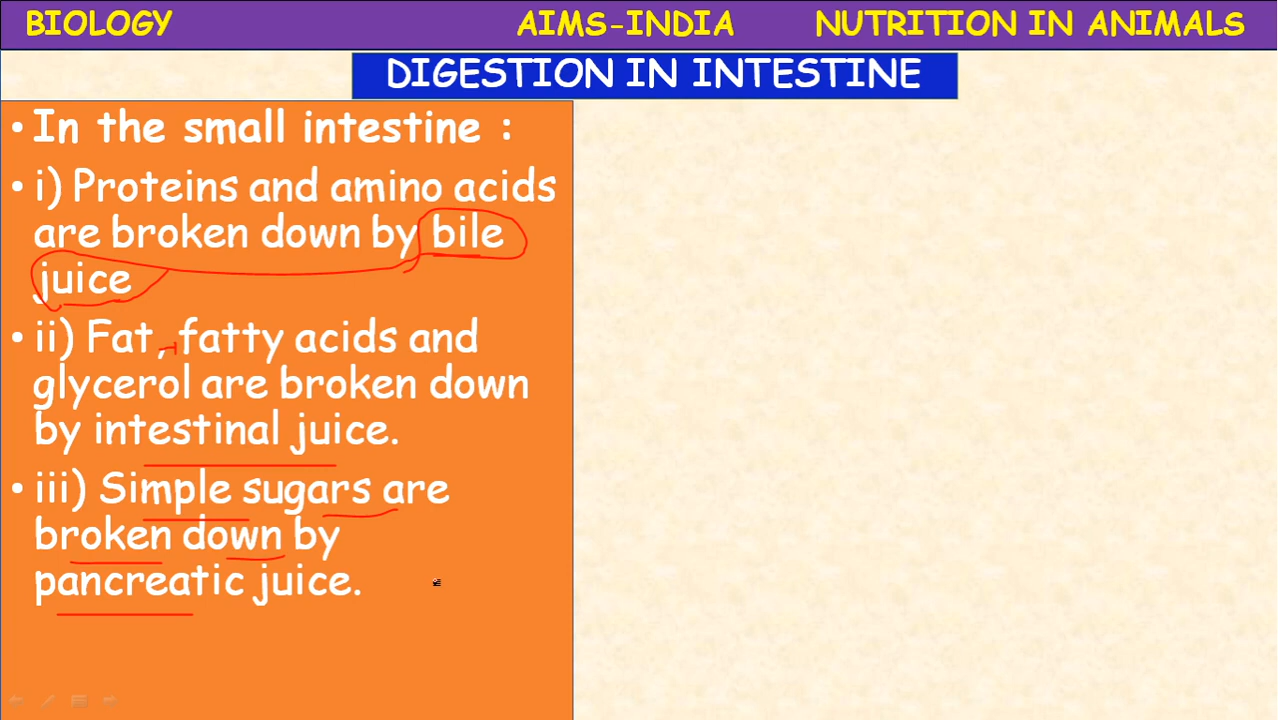 BIOLOGY AIMS-INDIA NUTRITION IN ANIMALS
DIGESTION IN INTESTINE
• In the small intestine :
• i) Proteins and amino acids
are broken down by bile
juice
• ii) Fat, fatty acids and
glycerol are broken down
by intestinal juice.
• iii) Simple sugars are
broken down by
pancreatic juice.